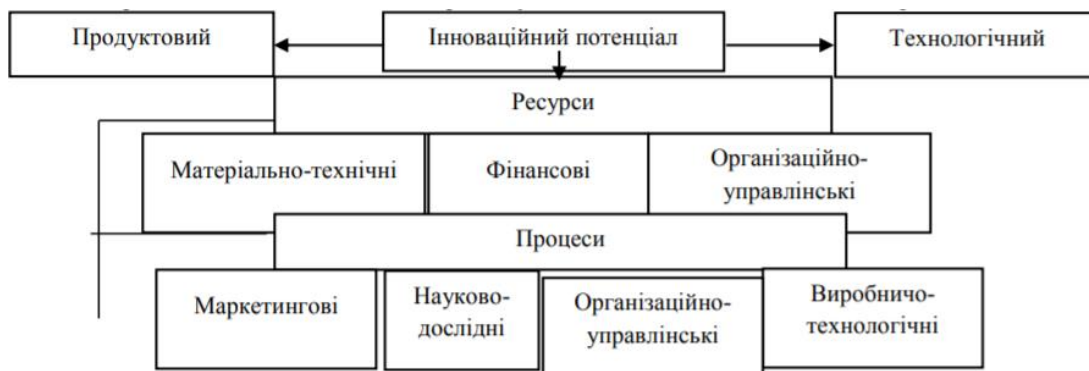 Продуктовий
Інноваційний потенціал
Технологічний
Ресурси
Матеріально-технічні
Фінансові
Організаційно-
управлінські
Процеси
Маркетингові
Науково-
дослідні
Організаційно-
управлінські
Виробничо-
технологічні